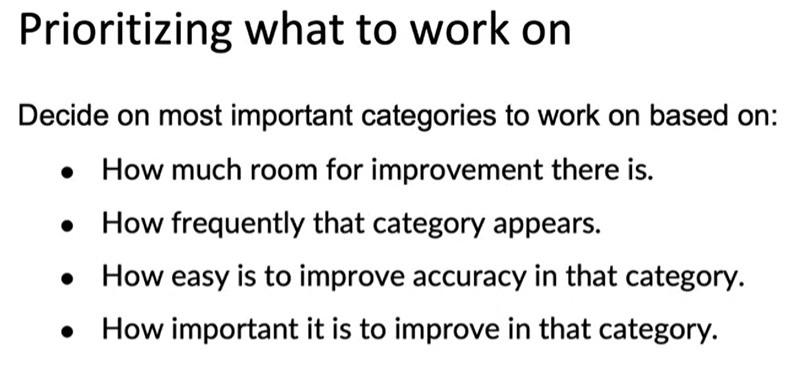 Prioritizing what to work on
Decide on most important categories to work on based on:
• How much room for improvement there is.
• How frequently that category appears.
• How easy is to improve accuracy in that category.
• How important it is to improve in that category.